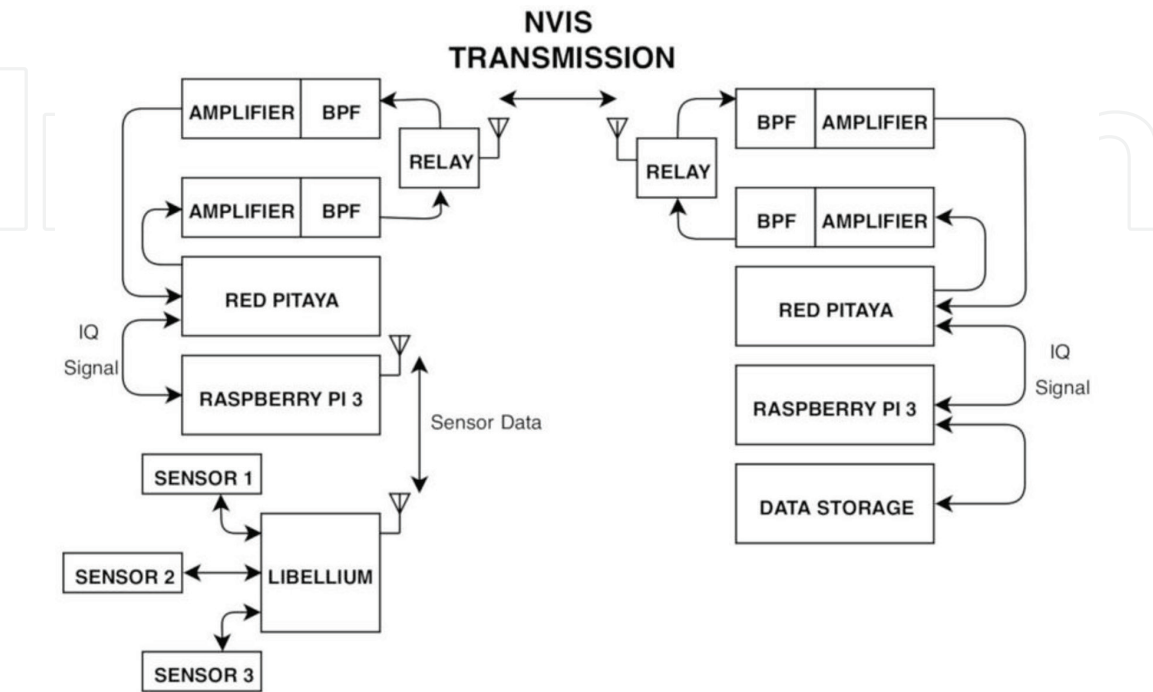 NVIS
TRANSMISSION
AMPLIFIER BPF
RELAY
AMPLIFIER BPF
RED PITAYA
IQ
Signal
RASPBERRY PI 3
Sensor Data
SENSOR 1
SENSOR 2
LIBELLIUM
SENSOR 3
BPF AMPLIFIER
RELAY
BPF AMPLIFIER
RED PITAYA
IQ
Signal
RASPBERRY PI 3
DATA STORAGE